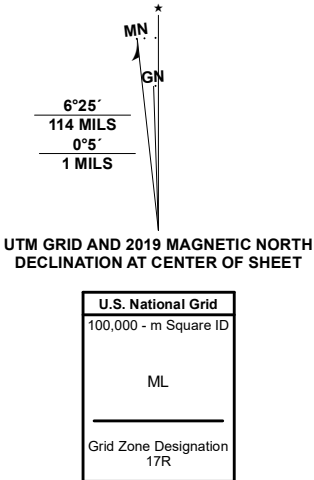 ★
MN
GN
6°25´
114 MILS
0°5´
1 MILS
UTM GRID AND 2019 MAGNETIC NORTH
DECLINATION AT CENTER OF SHEET
U.S. National Grid
100,000 - m Square ID
ML
Grid Zone Designation
17R